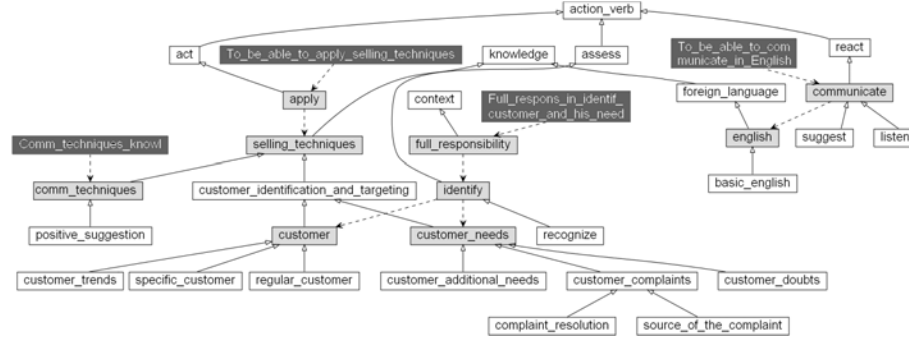 action_verb
act
To_be_able_to_apply_selling_techniques
knowledge
assess
To_be_able_to_com
municate_in_English
react
apply
context
Full_respons_in_identif_
customer_and_his_need
foreign_language
communicate
Comm_techniques_knowl
selling_techniques
full_responsibility
english
suggest
listen
comm_techniques
customer_identification_and_targeting
identify
basic_english
positive_suggestion
customer
customer_needs
recognize
customer_trends
specific_customer
regular_customer
customer_additional_needs
customer_complaints
customer_doubts
complaint_resolution
source_of_the_complaint